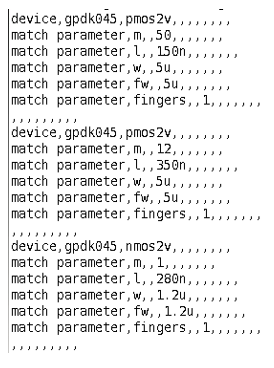 device,gpdk045,pmos2v,,,,,,,,
match parameter,m,,50,,,,,,,
match parameter,l,,150n,,,,,,,
match parameter,w,,5u,,,,,,,
match parameter,fw,,5u,,,,,,,
match parameter,fingers,,1,,,,,,,
,,,,,,,,,,
device,gpdk045,pmos2v,,,,,,,,
match parameter,m,,12,,,,,,,
match parameter,l,,350n,,,,,,,
match parameter,w,,5u,,,,,,,
match parameter,fw,,5u,,,,,,,
match parameter,fingers,,1,,,,,,,
,,,,,,,,,,
device,gpdk045,nmos2v,,,,,,,,
match parameter,m,,1,,,,,,,
match parameter,l,,280n,,,,,,,
match parameter,w,,1.2u,,,,,,,
match parameter,fw,,1.2u,,,,,,,
match parameter,fingers,,1,,,,,,,
,,,,,,,,,,